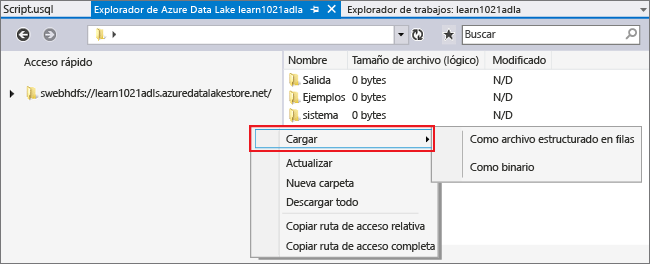 Script.usql Explorador de Azure Data Lake learn1021adla Explorador de trabajos: learn1021adla
Buscar
Acceso rápido
swebhdfs://learn1021adls.azuredatalakestore.net/
Nombre Tamaño de archivo (lógico) Modificado
Salida 0 bytes N/D
Ejemplos 0 bytes N/D
sistema 0 bytes N/D
Cargar
Como archivo estructurado en filas
Como binario
Actualizar
Nueva carpeta
Descargar todo
Copiar ruta de acceso relativa
Copiar ruta de acceso completa